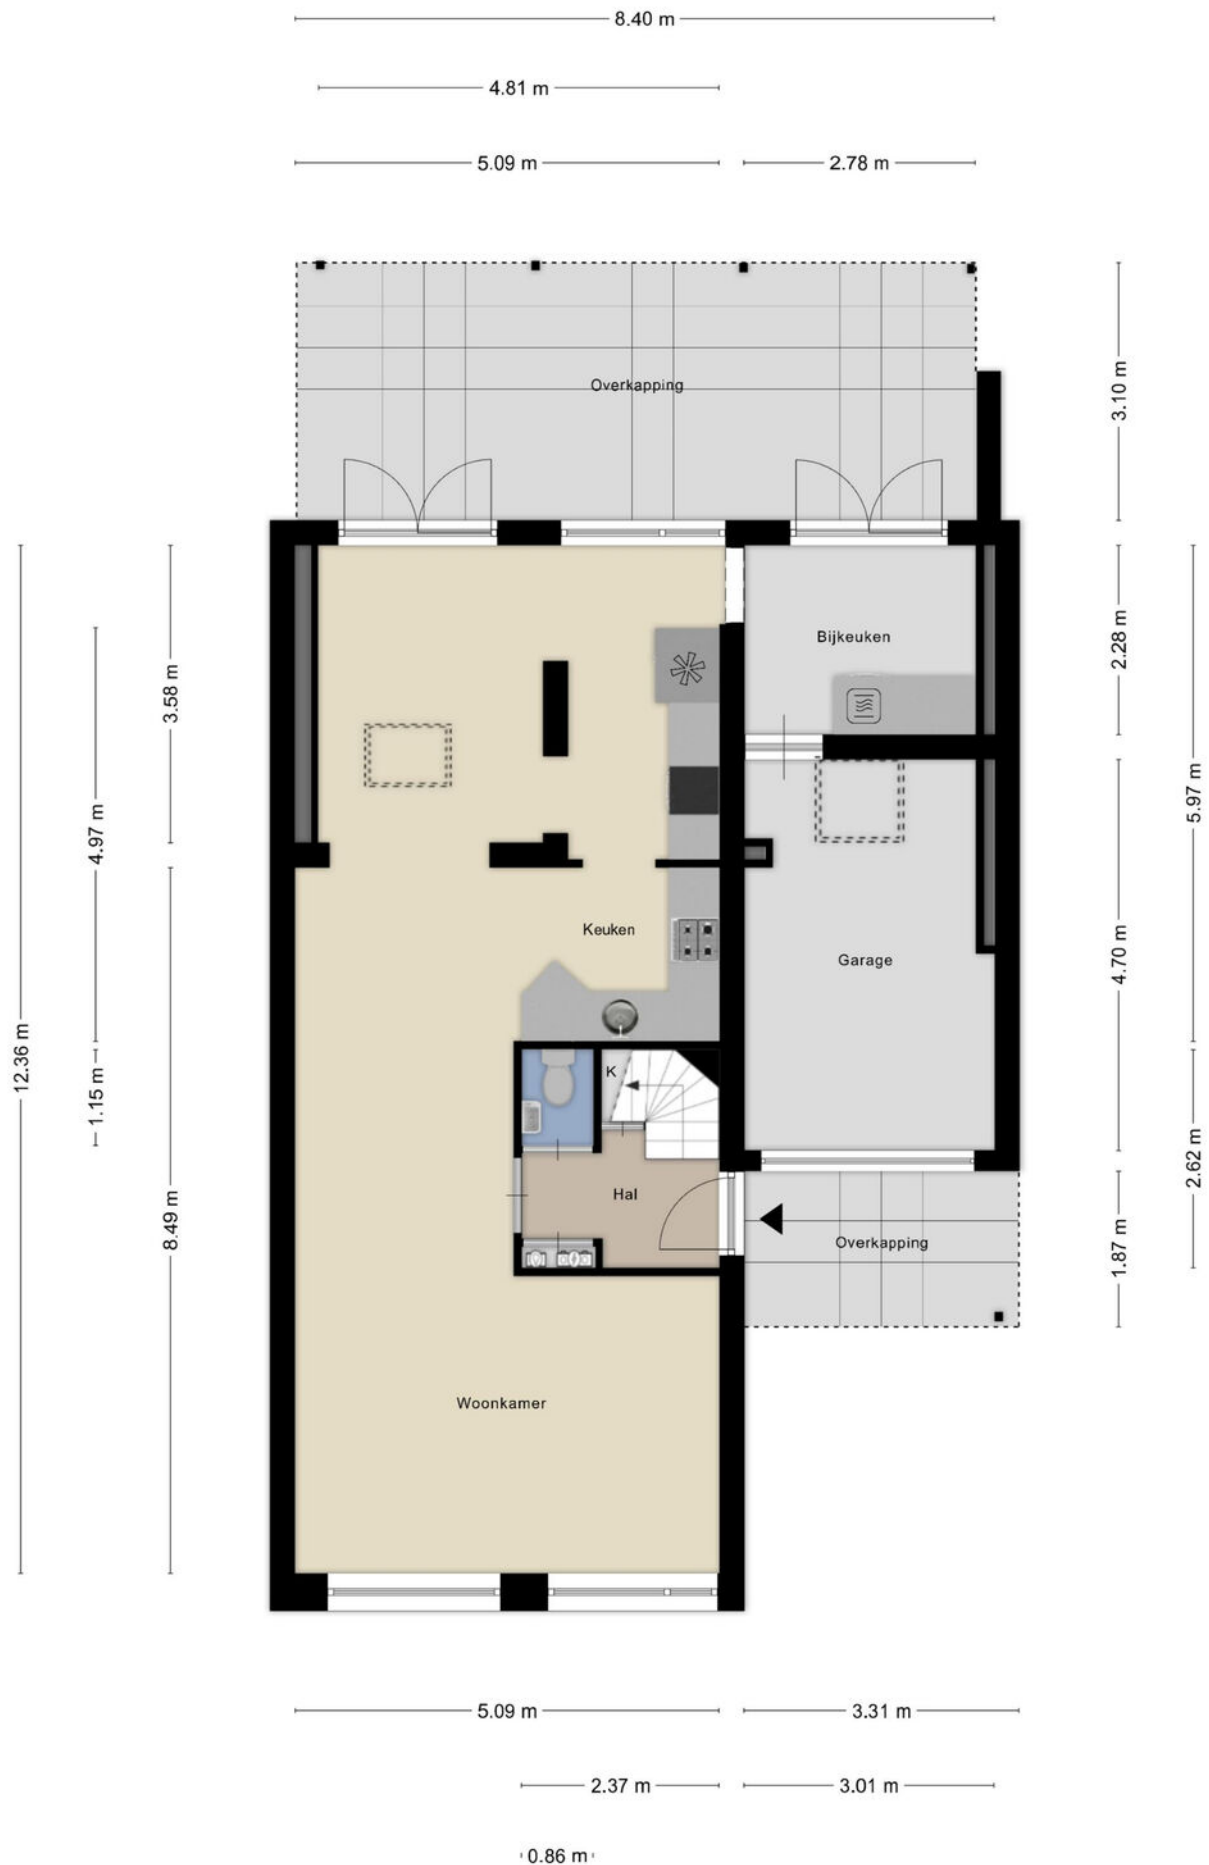 8.40 m
4.81 m
5.09 m
2.78 m
Overkapping
3.10 m
Bijkeuken
2.28 m
3.58 m
5.97 m
4.97 m
Keuken
Garage
4.70 m
12.36 m
K
1.15 m
2.62 m
Hal
8.49 m
Overkapping
1.87 m
Woonkamer
5.09 m
3.31 m
2.37 m
3.01 m
0.86 m